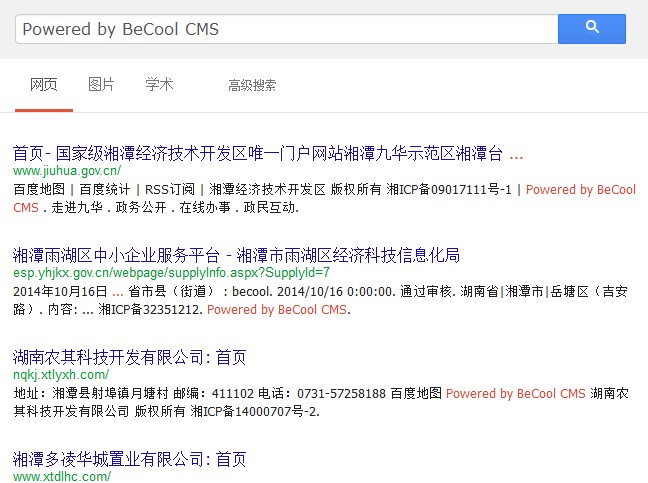 Powered by BeCool CMS
网页 图片 学术 高级搜索
首页- 国家级湘潭经济技术开发区唯一门户网站湘潭九华示范区湘潭台 ...
www.jiuhua.gov.cn/
百度地图 | 百度统计 | RSS订阅 | 湘潭经济技术开发区 版权所有 湘ICP备09017111号-1 | Powered by BeCool
CMS . 走进九华 . 政务公开 . 在线办事 . 政民互动.
湘潭雨湖区中小企业服务平台 - 湘潭市雨湖区经济科技信息化局
esp.yhjkx.gov.cn/webpage/supplyInfo.aspx?SupplyId=7
2014年10月16日 ... 省市县（街道）：becool. 2014/10/16 0:00:00. 通过审核. 湖南省|湘潭市|岳塘区（吉安
路）. 内容: ... 湘ICP备32351212. Powered by BeCool CMS.
湖南农其科技开发有限公司: 首页
nqkj.xtlyxh.com/
地址：湘潭县射埠镇月塘村 邮编：411102 电话：0731-57258188 百度地图 Powered by BeCool CMS 湖南农
其科技开发有限公司 版权所有 湘ICP备14000707号-2.
湘潭多凌华城置业有限公司: 首页
www.xtdlhc.com/